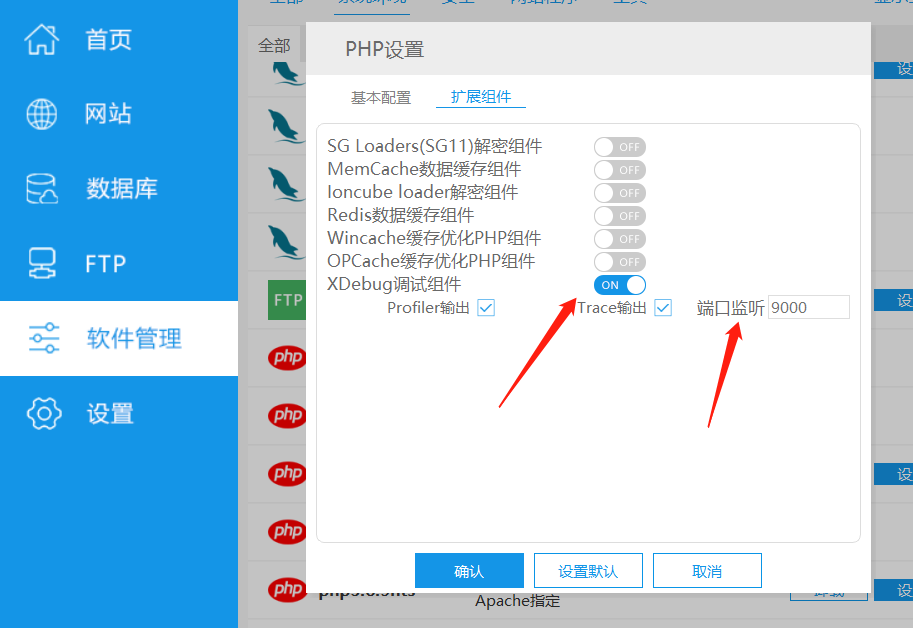 首页
网站
数据库
FTP
软件管理
设置
全部
PHP设置
基本配置
扩展组件
SG Loaders(SG11)解密组件 OFF
MemCache数据缓存组件 OFF
Ioncube loader解密组件 OFF
Redis数据缓存组件 OFF
Wincache缓存优化PHP组件 OFF
OPCache缓存优化PHP组件 OFF
XDebug调试组件 ON
Profiler输出 Trace输出 端口监听 9000
确认 设置默认 取消
FTP
php
php
php
php
php
Apache指定
设
设
设
设